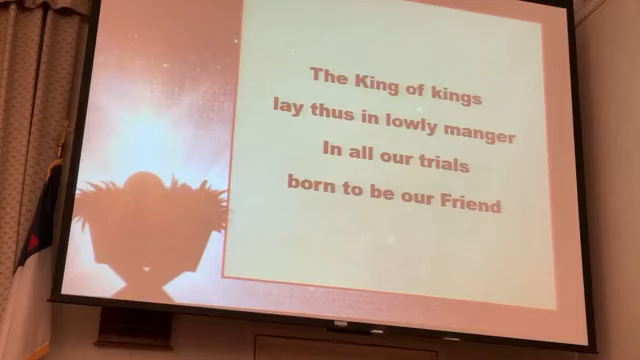 The King of kings
lay thus in lowly manger
In all our trials
born to be our Friend